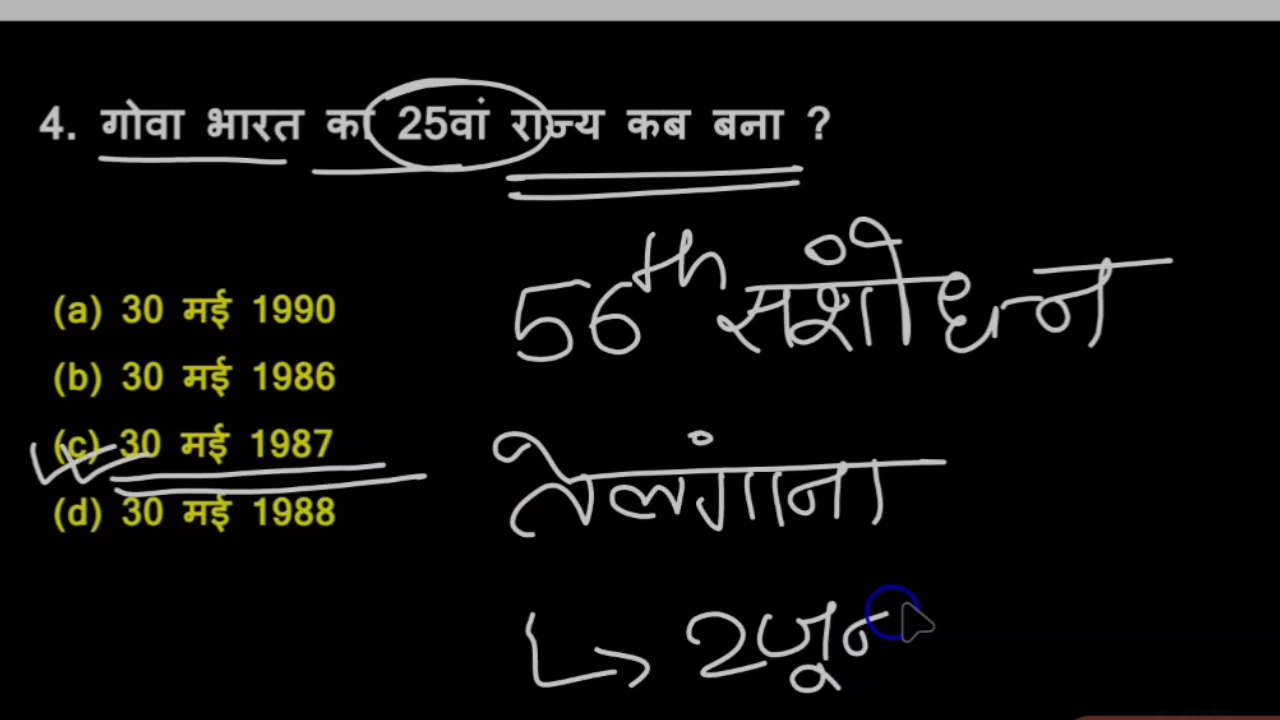 4. गोवा भारत का 25वां राज्य कब बना ?
(a) 30 मई 1990
(b) 30 मई 1986
(c) 30 मई 1987
(d) 30 मई 1988
56th संशोधन
तेलंगाना
2 जून